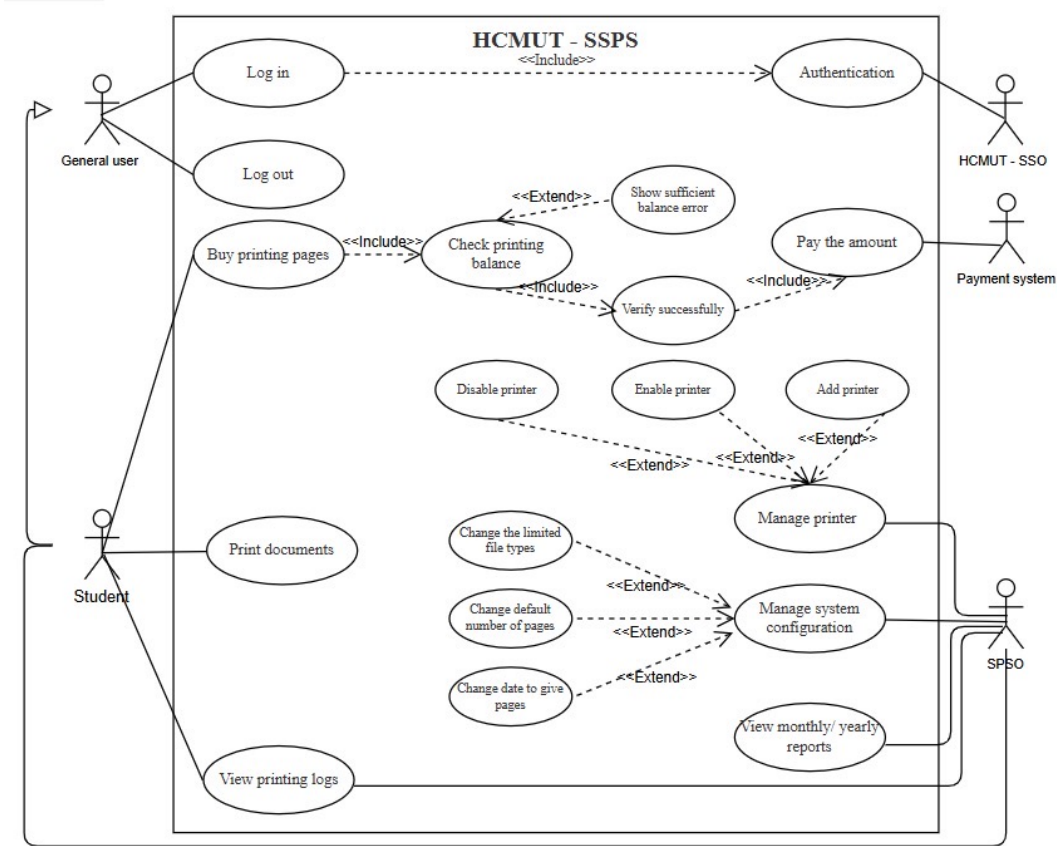 HCMUT - SSPS
<<Include>>
Log in
Authentication
General user
HCMUT - SSO
Log out
<<Extend>>
Show sufficient
balance error
Buy printing pages
<<Include>>
Check printing
balance
Pay the amount
Payment system
<<Include>>
Verify successfully
<<Include>>
Disable printer
Enable printer
Add printer
<<Extend>>
<<Extend>>
<<Extend>>
Manage printer
Change the limited
file types
Print documents
Student
<<Extend>>
Change default
number of pages
<<Extend>>
Manage system
configuration
SPSO
Change date to give
pages
<<Extend>>
View monthly/ yearly
reports
View printing logs